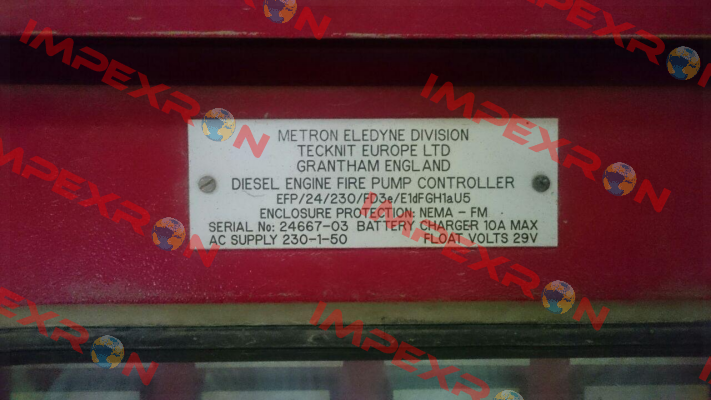 METRON ELEDYNE DIVISION
TECKNIT EUROPE LTD
GRANTHAM ENGLAND
DIESEL ENGINE FIRE PUMP CONTROLLER
EFP/24/230/FD3e/E1dFGH1aU5
ENCLOSURE PROTECTION: NEMA - FM
SERIAL No: 24667-03 BATTERY CHARGER 10A MAX
AC SUPPLY 230-1-50 FLOAT VOLTS 29V
IMPEXRON
IMPEXRON
IMPEXRON
IMPEXRON
IMPEXRON
IMPEXRON
IMPEXRON